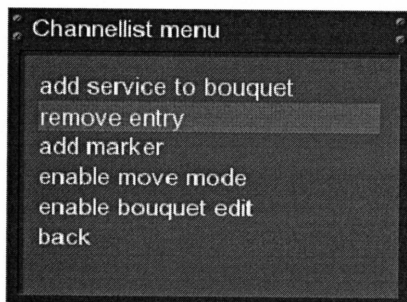 Channellist menu
add service to bouquet
remove entry
add marker
enable move mode
enable bouquet edit
back